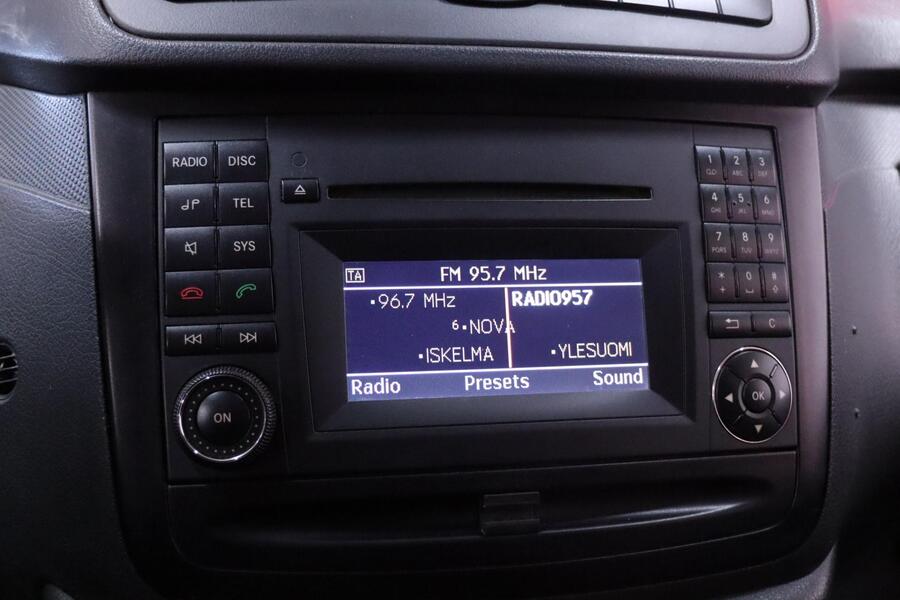 RADIO DISC
TEL
SYS
ON
TA FM 95.7 MHz
96.7 MHz RADIO957
6 NOVA
ISKELMA YLESUOMI
Radio Presets Sound
1 2 ABC 3 DEF
4 GHI 5 JKL 6 MNO
7 PQRS 8 TUV 9 WXYZ
* + 0 #
C
OK